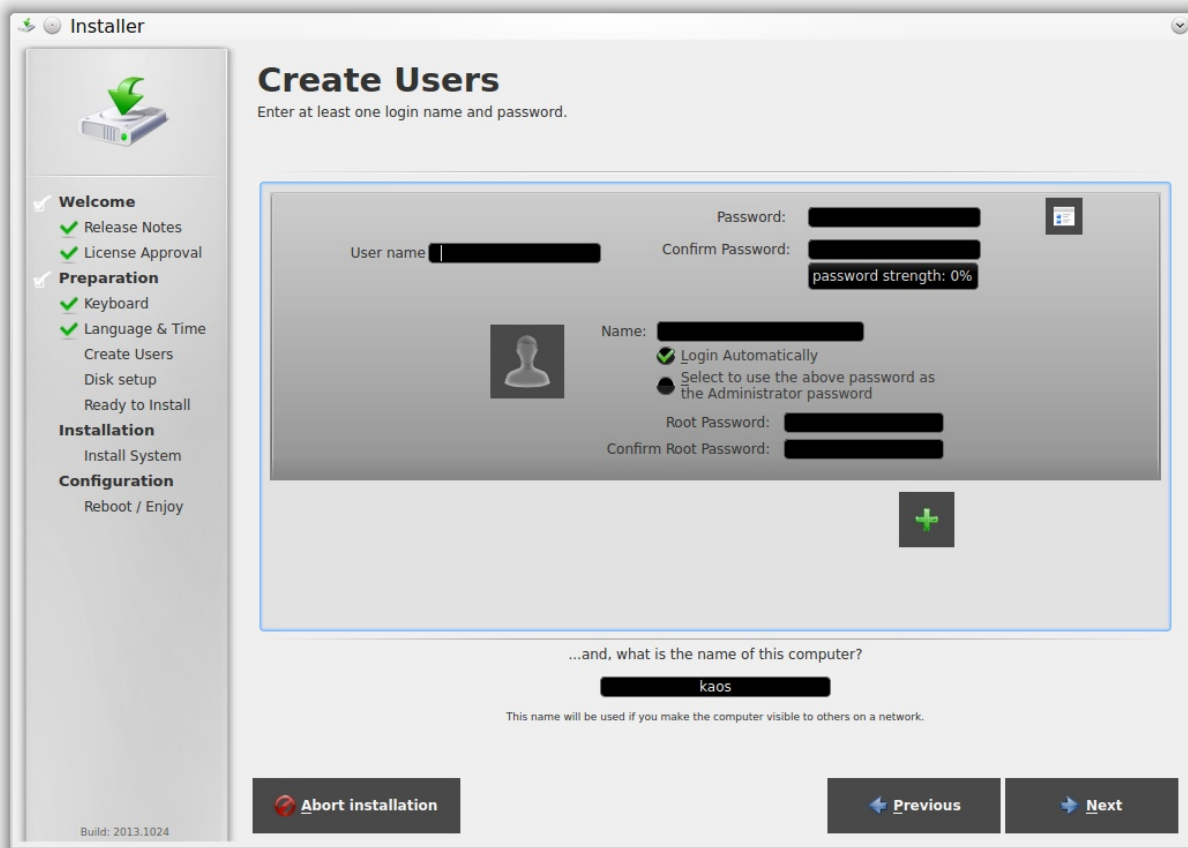 Installer
Create Users
Enter at least one login name and password.
Welcome
Release Notes
License Approval
Preparation
Keyboard
Language & Time
Create Users
Disk setup
Ready to Install
Installation
Install System
Configuration
Reboot / Enjoy
Build: 2013.1024
Password:
User name
Confirm Password:
password strength: 0%
Name:
Login Automatically
Select to use the above password as
the Administrator password
Root Password:
Confirm Root Password:
...and, what is the name of this computer?
kaos
This name will be used if you make the computer visible to others on a network.
Abort installation
Previous
Next